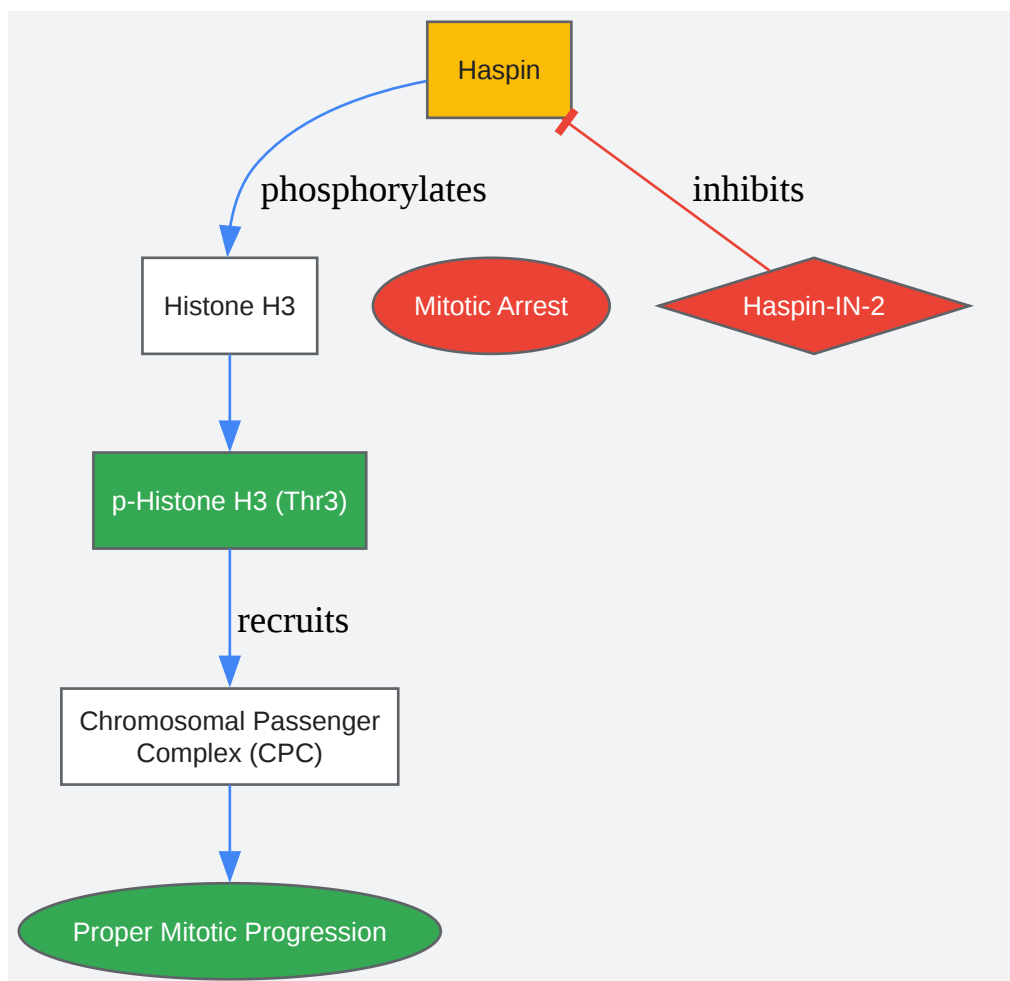 Haspin
phosphorylates
inhibits
Histone H3
Mitotic Arrest
Haspin-IN-2
p-Histone H3 (Thr3)
recruits
Chromosomal Passenger
Complex (CPC)
Proper Mitotic Progression